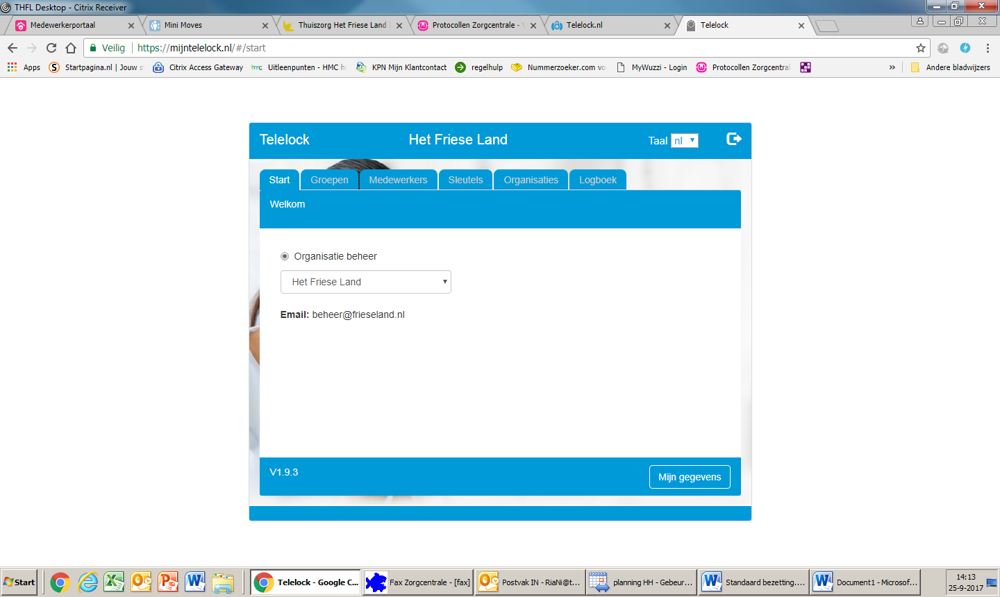 THFL Desktop - Citrix Receiver
Medewerkerportaal
Mini Moves
Thuiszorg Het Friese Land
Protocollen Zorgcentrale -
Telelock.nl
Telelock
Veilig
https://mijntelelock.nl/#/start
Apps
Startpagina.nl | Jouw
Citrix Access Gateway
hmc
Uitleenpunten - HMC
KPN Mijn Klantcontact
regelhulp
Nummerzoeker.com
MyWuzzi - Login
Protocollen Zorgcentra
»
Andere bladwijzers
Telelock
Het Friese Land
Taal nl
Start
Groepen
Medewerkers
Sleutels
Organisaties
Logboek
Welkom
Organisatie beheer
Het Friese Land
Email: beheer@frieseland.nl
V1.9.3
Mijn gegevens
Start
Telelock - Google C...
Fax Zorgcentrale - [fax]
Postvak IN - RiaNi@t...
planning HH - Gebeur...
Standaard bezetting....
Document1 - Microsof...
14:13
25-9-2017